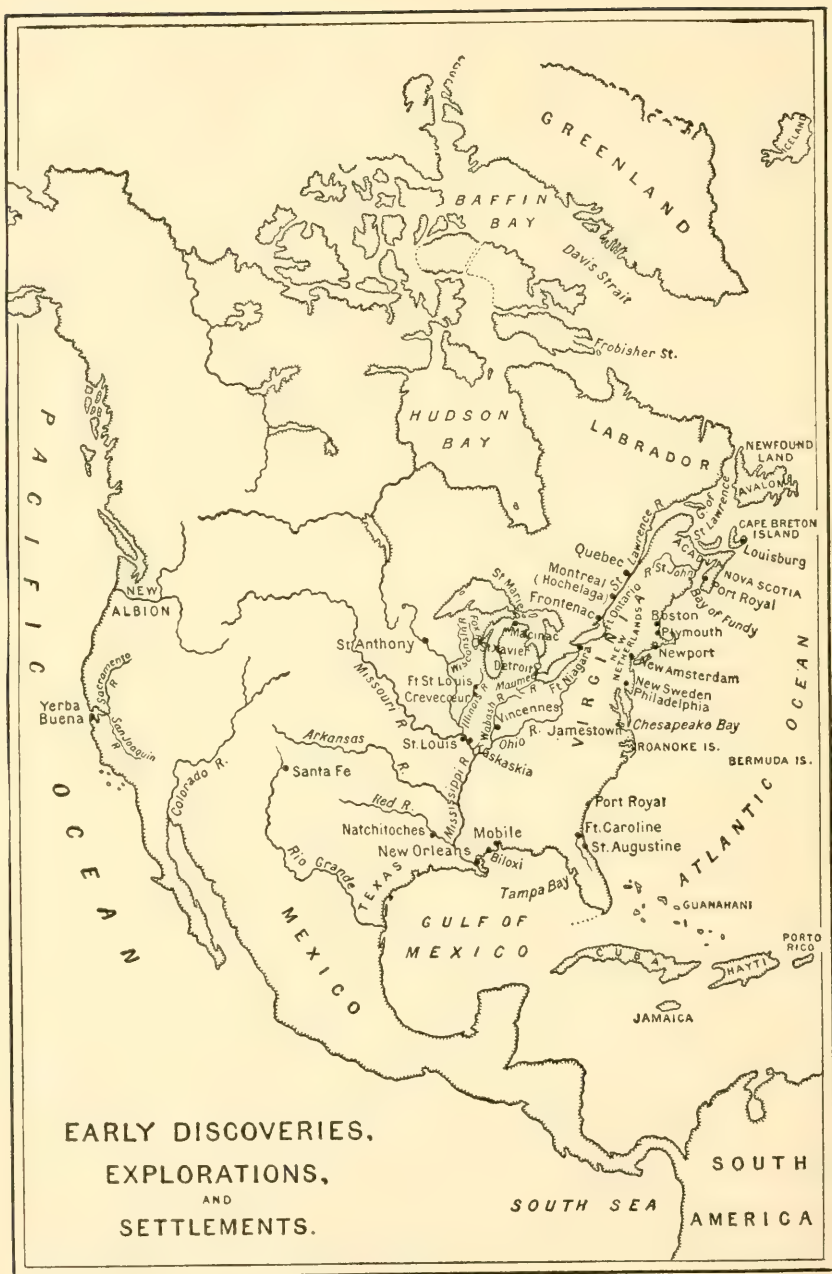 GREENLAND
ICELAND
BAFFIN
BAY
Davis Strait
Frobisher St.
HUDSON
BAY
LABRADOR
NEWFOUND
LAND
AVALON
G. of
St Lawrence
CAPE BRETON
ISLAND
Louisburg
ACADIA
NOVA SCOTIA
Port Royal
Bay of Fundy
R St John
St Lawrence R
Quebec
Montreal
(Hochelaga)
Frontenac
Ft Ontario
Boston
Plymouth
Newport
NEW
NETHERLANDS
New Amsterdam
New Sweden
Philadelphia
Chesapeake Bay
Jamestown
ROANOKE IS.
BERMUDA IS.
VIRGINIA
PACIFIC
OCEAN
NEW
ALBION
Sacramento
R
Yerba
Buena
San Joaquin
R
Colorado R.
St Anthony
Missouri R
St Marie
Macinac
Fox R
Wisconsin R
St Xavier
Detroit
Ft Niagara
Ft St Louis
Crevecœur
Maumee
R
Illinois R
Wabash R
Vincennes
St. Louis
Ohio R.
Kaskaskia
Mississippi R
Arkansas
R.
Santa Fe
Red R.
Natchitoches
New Orleans
Mobile
Biloxi
Rio Grande
TEXAS
Port Royal
Ft. Caroline
St. Augustine
Tampa Bay
ATLANTIC
OCEAN
GUANAHANI
MEXICO
GULF OF
MEXICO
CUBA
HAYTI
PORTO
RICO
JAMAICA
EARLY DISCOVERIES,
EXPLORATIONS,
AND
SETTLEMENTS.
SOUTH SEA
SOUTH
AMERICA